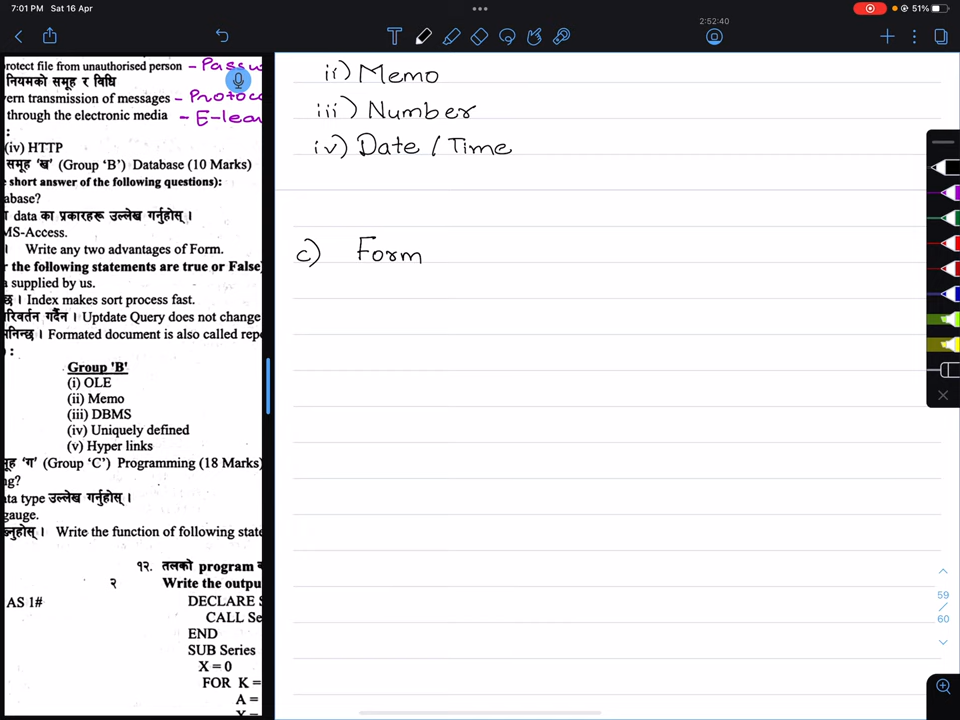 7:01 PM Sat 16 Apr
51%
2:52:40
rotect file from unauthorised person - Passw
नियमको समूह र विधि
vern transmission of messages - Protoc
through the electronic media - E-lear
:
(iv) HTTP
समूह 'ख' (Group 'B') Database (10 Marks)
e short answer of the following questions):
abase?
ा data का प्रकारहरू उल्लेख गर्नुहोस् ।
MS-Access.
। Write any two advantages of Form.
r the following statements are true or False)
a supplied by us.
छ । Index makes sort process fast.
परिवर्तन गर्दैन । Uptdate Query does not change
मनिन्छ । Formated document is also called repo
) :
Group 'B'
(i) OLE
(ii) Memo
(iii) DBMS
(iv) Uniquely defined
(v) Hyper links
मूह 'ग' (Group 'C') Programming (18 Marks)
ng?
ata type उल्लेख गर्नुहोस् ।
gauge.
ख्नुहोस् । Write the function of following state
१२. तलको program
२ Write the outpu
AS 1# DECLARE S
CALL Se
END
SUB Series
X = 0
FOR K =
A =
ii) Memo
iii) Number
iv) Date / Time
c) Form
59
/
60